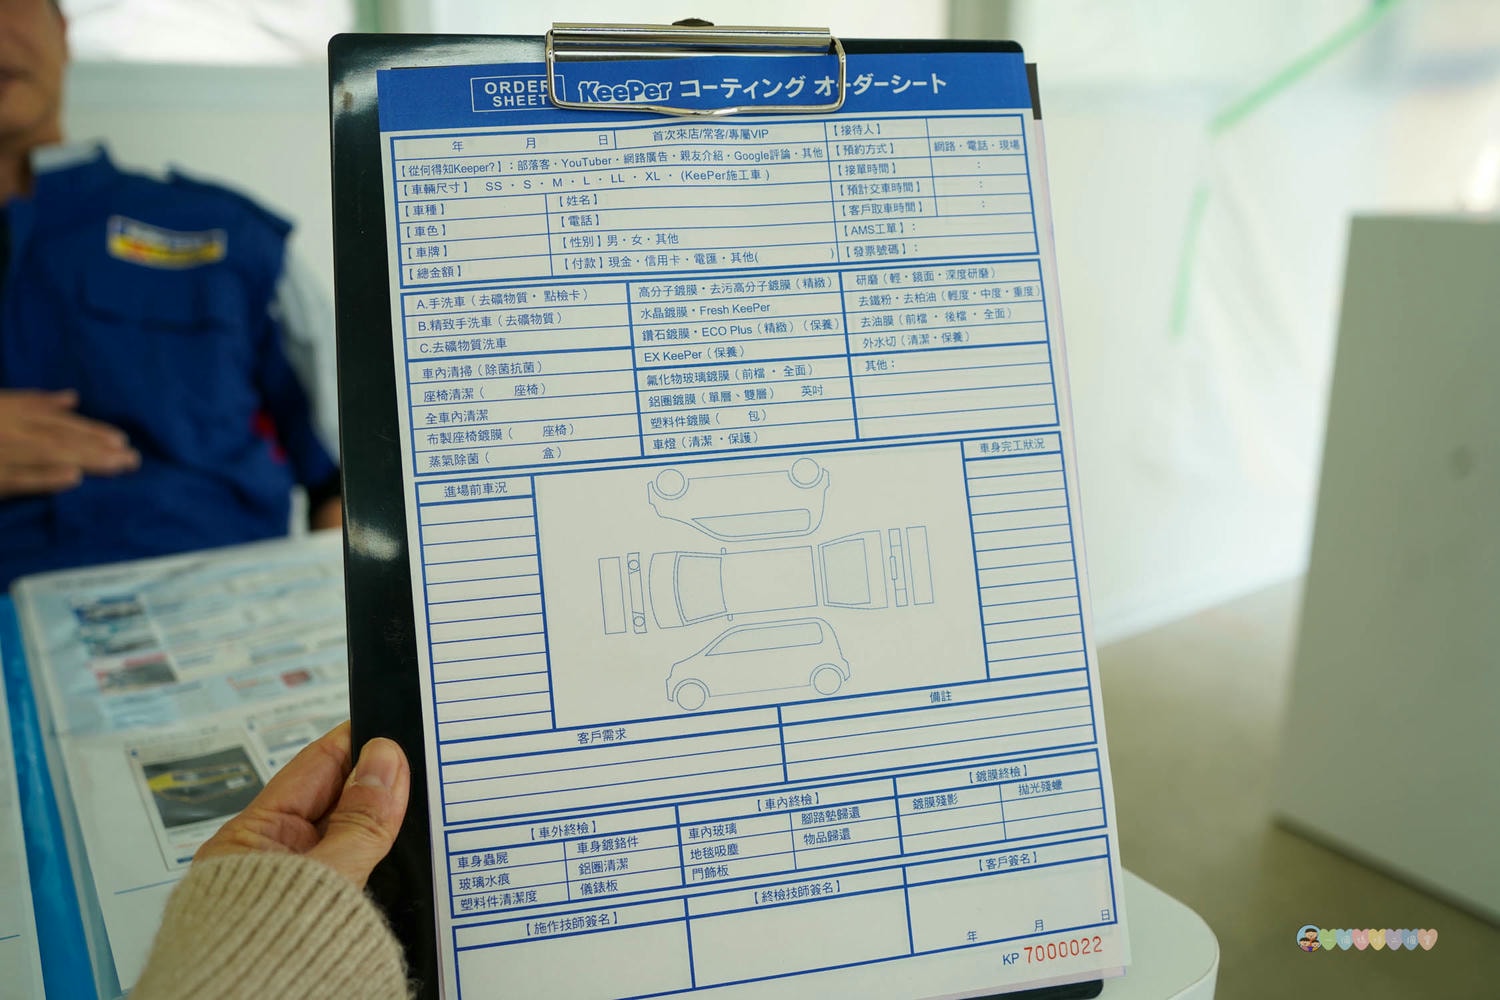 ORDER SHEET KeePer コーティング オーダーシート
年 月 日 首次來店/常客/專屬VIP 【接待人】
【從何得知Keeper?】：部落客・YouTuber・網路廣告・親友介紹・Google評論・其他 【預約方式】 網路・電話・現場
【車輛尺寸】 SS・S・M・L・LL・XL・(KeePer施工車) 【接單時間】 :
【車種】 【姓名】 【預計交車時間】 :
【車色】 【電話】 【客戶取車時間】 :
【車牌】 【性別】男・女・其他 【AMS工單】：
【總金額】 【付款】現金・信用卡・電匯・其他( ) 【發票號碼】：
A.手洗車（去礦物質・點檢卡） 高分子鍍膜・去污高分子鍍膜（精緻） 研磨（輕・鏡面・深度研磨）
B.精致手洗車（去礦物質） 水晶鍍膜・Fresh KeePer 去鐵粉・去柏油（輕度・中度・重度）
C.去礦物質洗車 鑽石鍍膜・ECO Plus（精緻）（保養） 去油膜（前檔・後檔・全面）
車內清掃（除菌抗菌） EX KeePer（保養） 外水切（清潔・保養）
座椅清潔（ 座椅） 氟化物玻璃鍍膜（前檔・全面） 其他：
全車內清潔 鋁圈鍍膜（單層、雙層） 英吋
布製座椅鍍膜（ 座椅） 塑料件鍍膜（ 包）
蒸氣除菌（ 盒） 車燈（清潔・保護）
進場前車況 車身完工狀況
客戶需求 備註
【車外終檢】 【車內終檢】 【鍍膜終檢】
車身蟲屍 車身鍍鉻件 車內玻璃 腳踏墊歸還 鍍膜殘影 拋光殘蠟
玻璃水痕 鋁圈清潔 地毯吸塵 物品歸還
塑料件清潔度 儀錶板 門飾板
【施作技師簽名】 【終檢技師簽名】 【客戶簽名】
年 月 日
KP 7000022